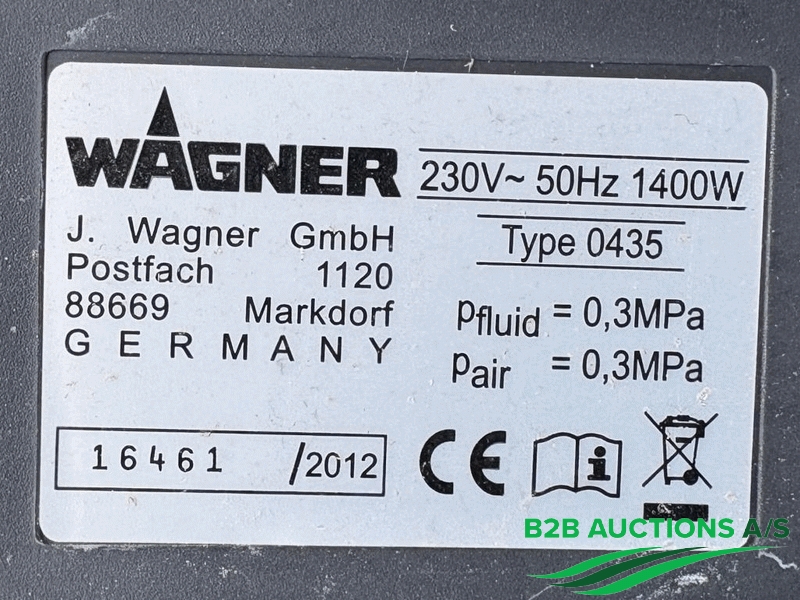 WAGNER
J. Wagner GmbH
Postfach 1120
88669 Markdorf
GERMANY
16461 /2012
230V~ 50Hz 1400W
Type 0435
pfluid = 0,3MPa
pair = 0,3MPa
CE
i
B2B AUCTIONS A/S